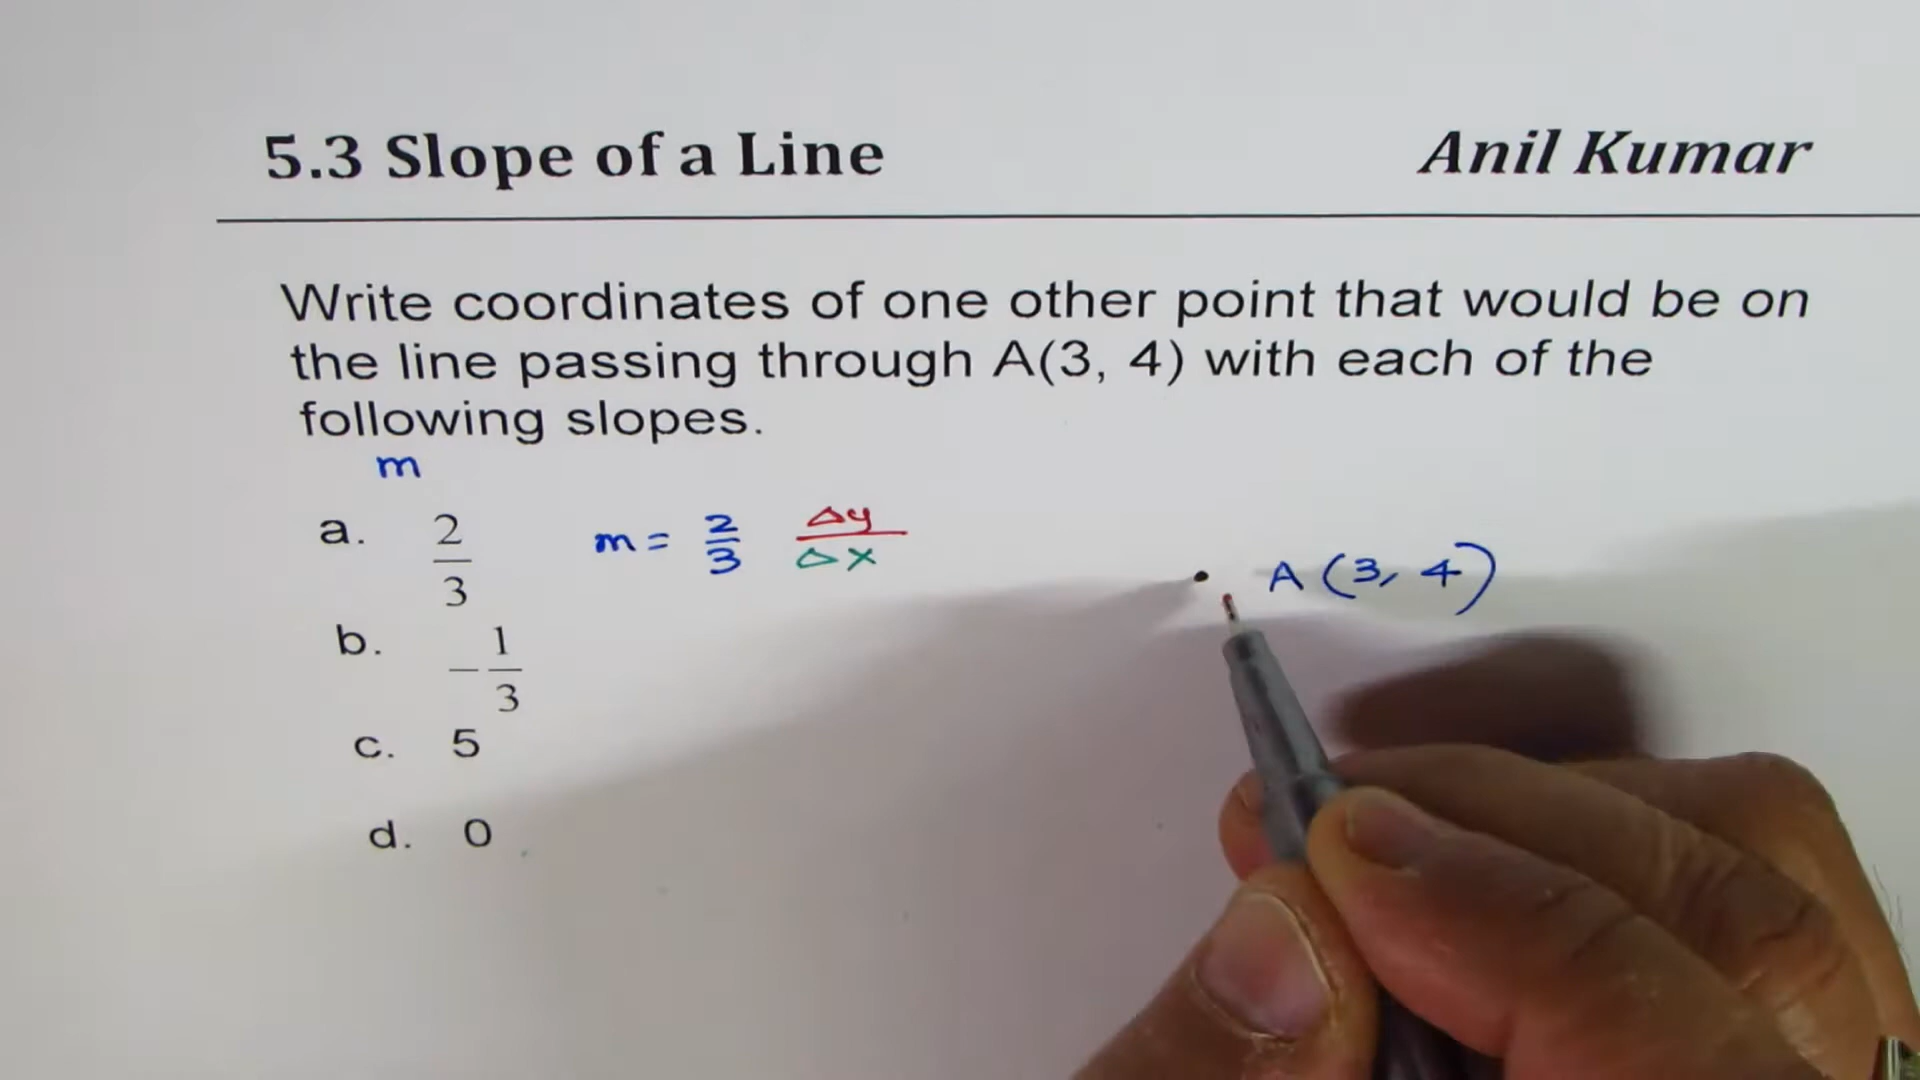 5.3 Slope of a Line Anil Kumar
Write coordinates of one other point that would be on
the line passing through A(3, 4) with each of the
following slopes.
m
a. 2/3 m = 2/3 Δy/Δx
A (3, 4)
b. -1/3
c. 5
d. 0